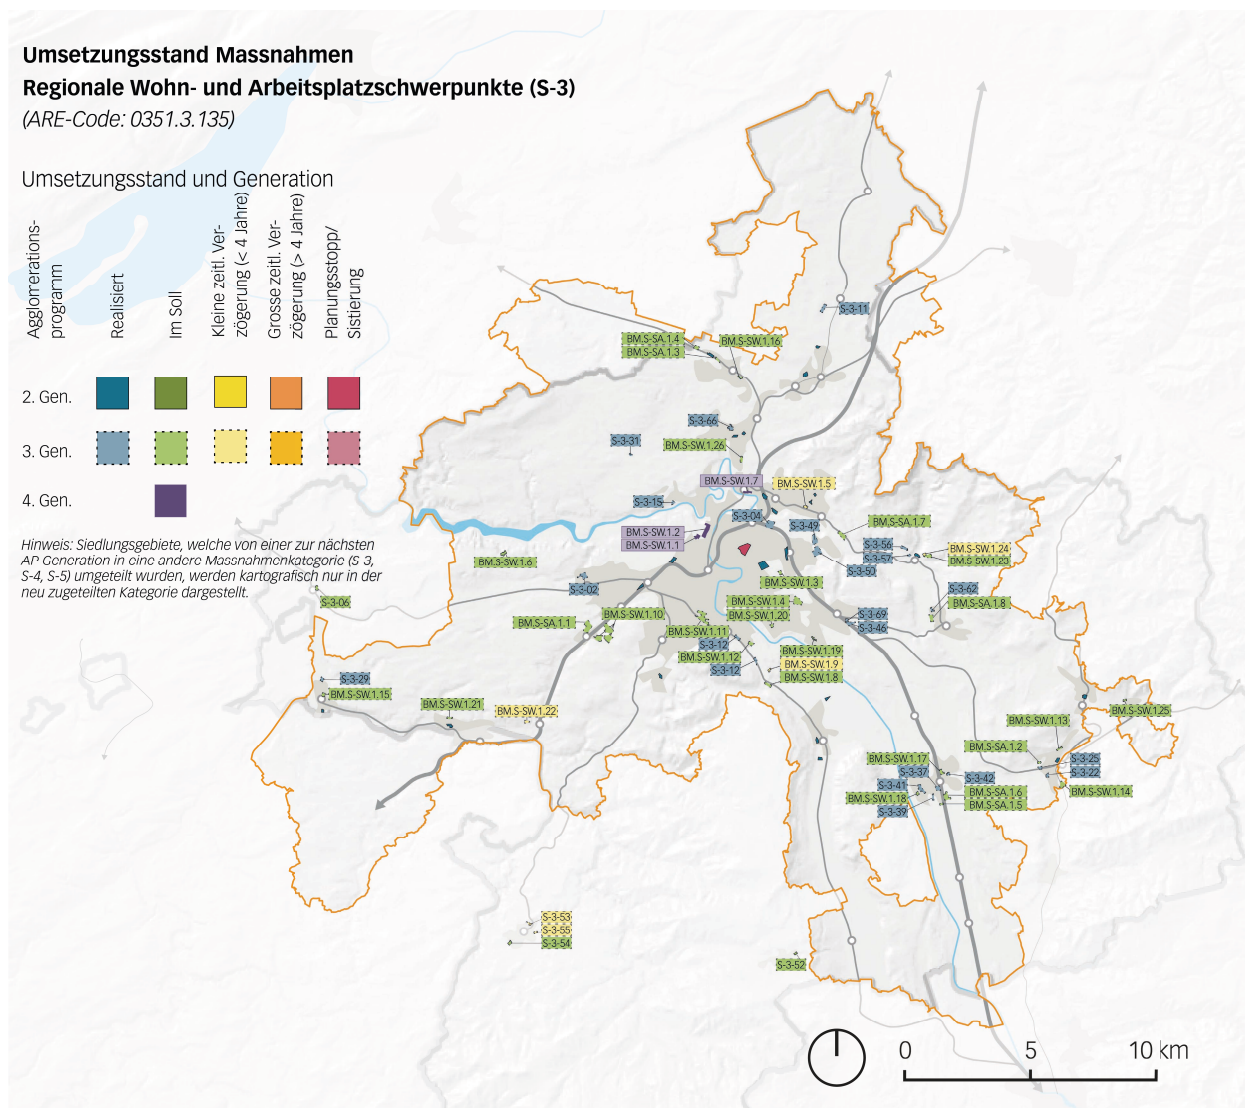 Umsetzungsstand Massnahmen
Regionale Wohn- und Arbeitsplatzschwerpunkte (S-3)
(ARE-Code: 0351.3.135)
Umsetzungsstand und Generation
Agglomerations-
programm
Realisiert
Im Soll
Kleine zeitl. Ver-
zögerung (< 4 Jahre)
Grosse zeitl. Ver-
zögerung (> 4 Jahre)
Planungsstopp/
Sistierung
2. Gen.
3. Gen.
4. Gen.
Hinweis: Siedlungsgebiete, welche von einer zur nächsten
AP Generation in eine andere Massnahmenkategorie (S-3,
S-4, S-5) umgeteilt wurden, werden kartografisch nur in der
neu zugeteilten Kategorie dargestellt.
S-3-11
BM.S-SA.1.4
BM.S-SA.1.3
BM.S-SW.1.16
S-3-66
S-3-31
BM.S-SW.1.26
BM.S-SW.1.7
BM.S-SW.1.5
S-3-15
S-3-04
S-3-49
BM.S-SA.1.7
BM.S-SW.1.2
BM.S-SW.1.1
S-3-56
S-3-57
BM.S-SW.1.24
BM.S-SW.1.23
BM.S-SW.1.6
S-3-50
S-3-02
BM.S-SW.1.3
S-3-62
BM.S-SA.1.8
S-3-06
BM.S-SW.1.4
BM.S-SW.1.20
BM.S-SW.1.10
BM.S-SA.1.1
S-3-69
S-3-46
BM.S-SW.1.11
S-3-12
BM.S-SW.1.12
S-3-12
BM.S-SW.1.19
BM.S-SW.1.9
BM.S-SW.1.8
S-3-29
BM.S-SW.1.15
BM.S-SW.1.21
BM.S-SW.1.22
BM.S-SW.1.25
BM.S-SW.1.13
BM.S-SA.1.2
BM.S-SW.1.17
S-3-37
S-3-42
S-3-25
S-3-22
S-3-41
BM.S-SW.1.18
S-3-39
BM.S-SA.1.6
BM.S-SA.1.5
BM.S-SW.1.14
S-3-53
S-3-55
S-3-54
S-3-52
0 5 10 km